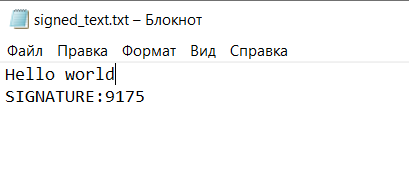 signed_text.txt – Блокнот
Файл Правка Формат Вид Справка
Hello world
SIGNATURE:9175